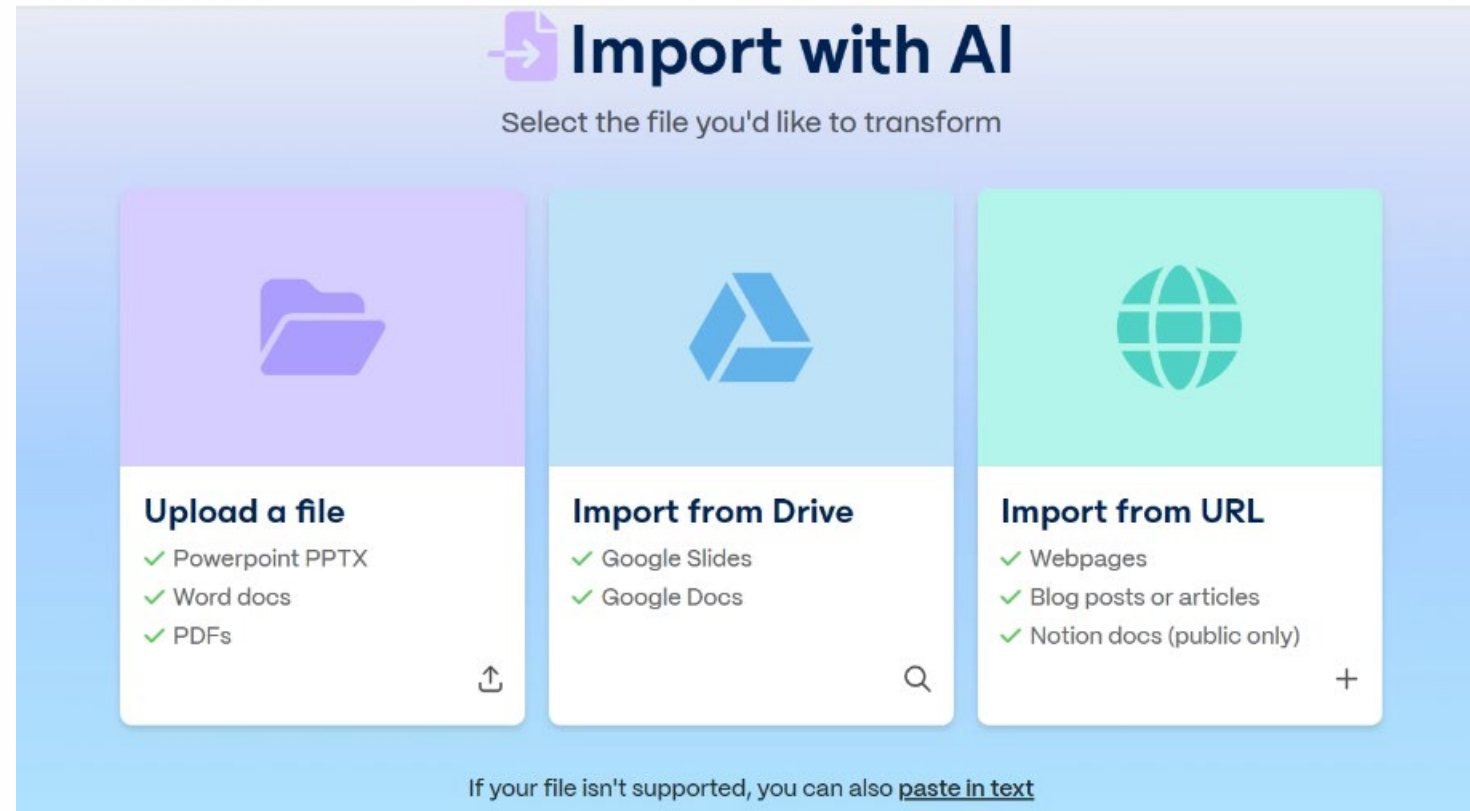 Import with AI
Select the file you'd like to transform
Upload a file
Powerpoint PPTX
Word docs
PDFs
Import from Drive
Google Slides
Google Docs
Import from URL
Webpages
Blog posts or articles
Notion docs (public only)
If your file isn't supported, you can also paste in text